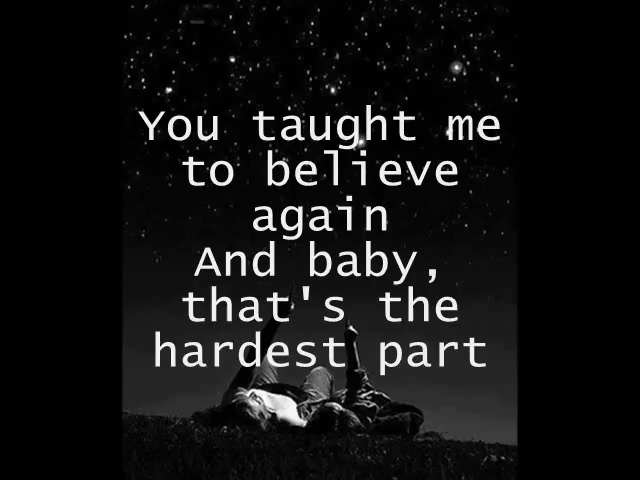 You taught me
to believe
again
And baby,
that's the
hardest part